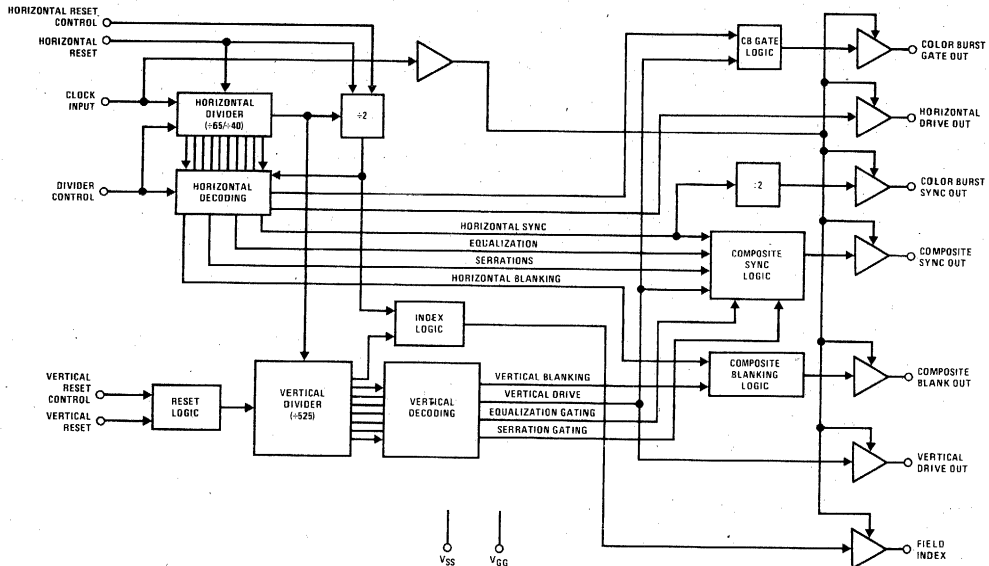 HORIZONTAL RESET
CONTROL
HORIZONTAL
RESET
CLOCK
INPUT
DIVIDER
CONTROL
HORIZONTAL
DIVIDER
(÷65/÷40)
÷2
HORIZONTAL
DECODING
CB GATE
LOGIC
COLOR BURST
GATE OUT
HORIZONTAL
DRIVE OUT
:2
COLOR BURST
SYNC OUT
HORIZONTAL SYNC
EQUALIZATION
SERRATIONS
HORIZONTAL BLANKING
COMPOSITE
SYNC
LOGIC
COMPOSITE
SYNC OUT
INDEX
LOGIC
VERTICAL
RESET
CONTROL
VERTICAL
RESET
RESET
LOGIC
VERTICAL
DIVIDER
(÷525)
VERTICAL
DECODING
VERTICAL BLANKING
VERTICAL DRIVE
EQUALIZATION GATING
SERRATION GATING
COMPOSITE
BLANKING
LOGIC
COMPOSITE
BLANK OUT
VERTICAL
DRIVE OUT
FIELD
INDEX
VSS
VGG